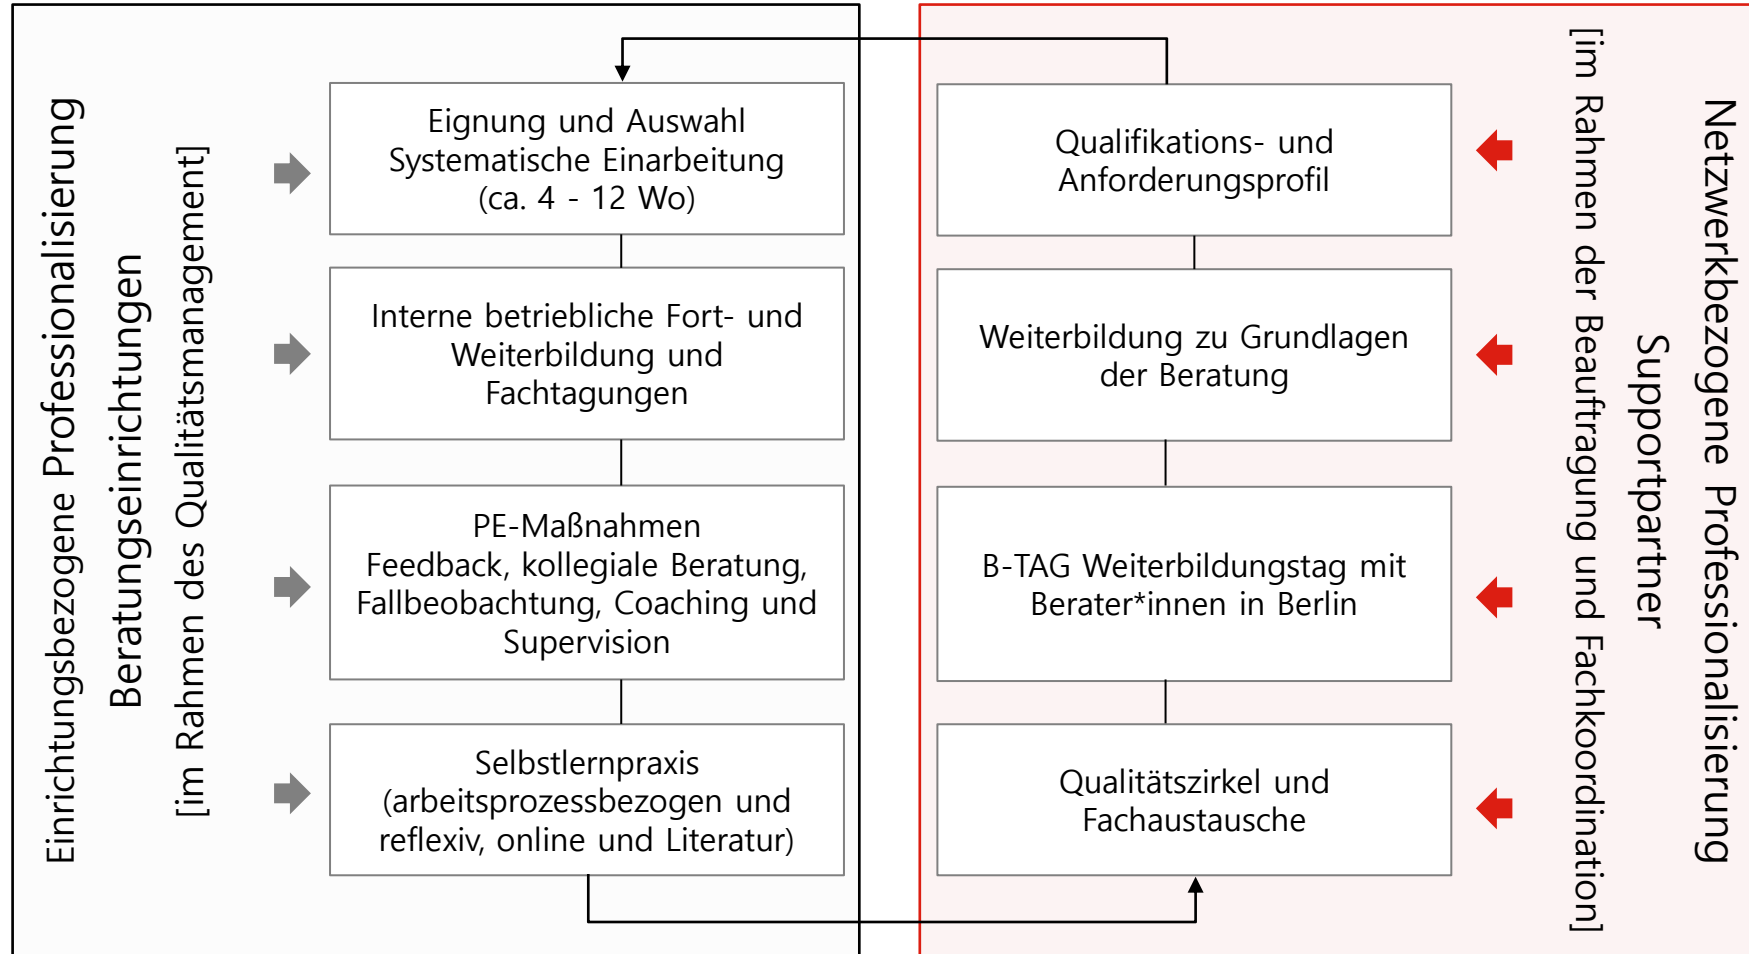 Einrichtungsbezogene Professionalisierung
Beratungseinrichtungen
[im Rahmen des Qualitätsmanagement]
Eignung und Auswahl
Systematische Einarbeitung
(ca. 4 - 12 Wo)
Interne betriebliche Fort- und
Weiterbildung und
Fachtagungen
PE-Maßnahmen
Feedback, kollegiale Beratung,
Fallbeobachtung, Coaching und
Supervision
Selbstlernpraxis
(arbeitsprozessbezogen und
reflexiv, online und Literatur)
Qualifikations- und
Anforderungsprofil
Weiterbildung zu Grundlagen
der Beratung
B-TAG Weiterbildungstag mit
Berater*innen in Berlin
Qualitätszirkel und
Fachaustausche
Netzwerkbezogene Professionalisierung
Supportpartner
[im Rahmen der Beauftragung und Fachkoordination]